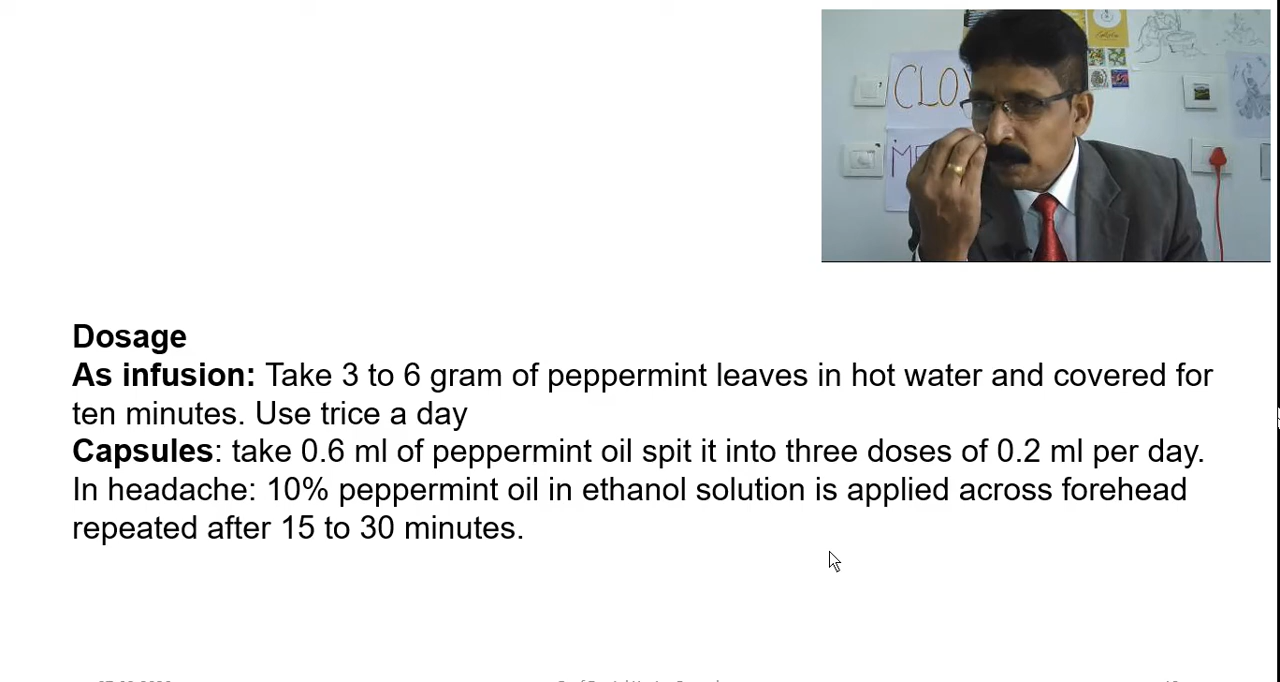 CLOV
ME
Dosage
As infusion: Take 3 to 6 gram of peppermint leaves in hot water and covered for
ten minutes. Use trice a day
Capsules: take 0.6 ml of peppermint oil spit it into three doses of 0.2 ml per day.
In headache: 10% peppermint oil in ethanol solution is applied across forehead
repeated after 15 to 30 minutes.